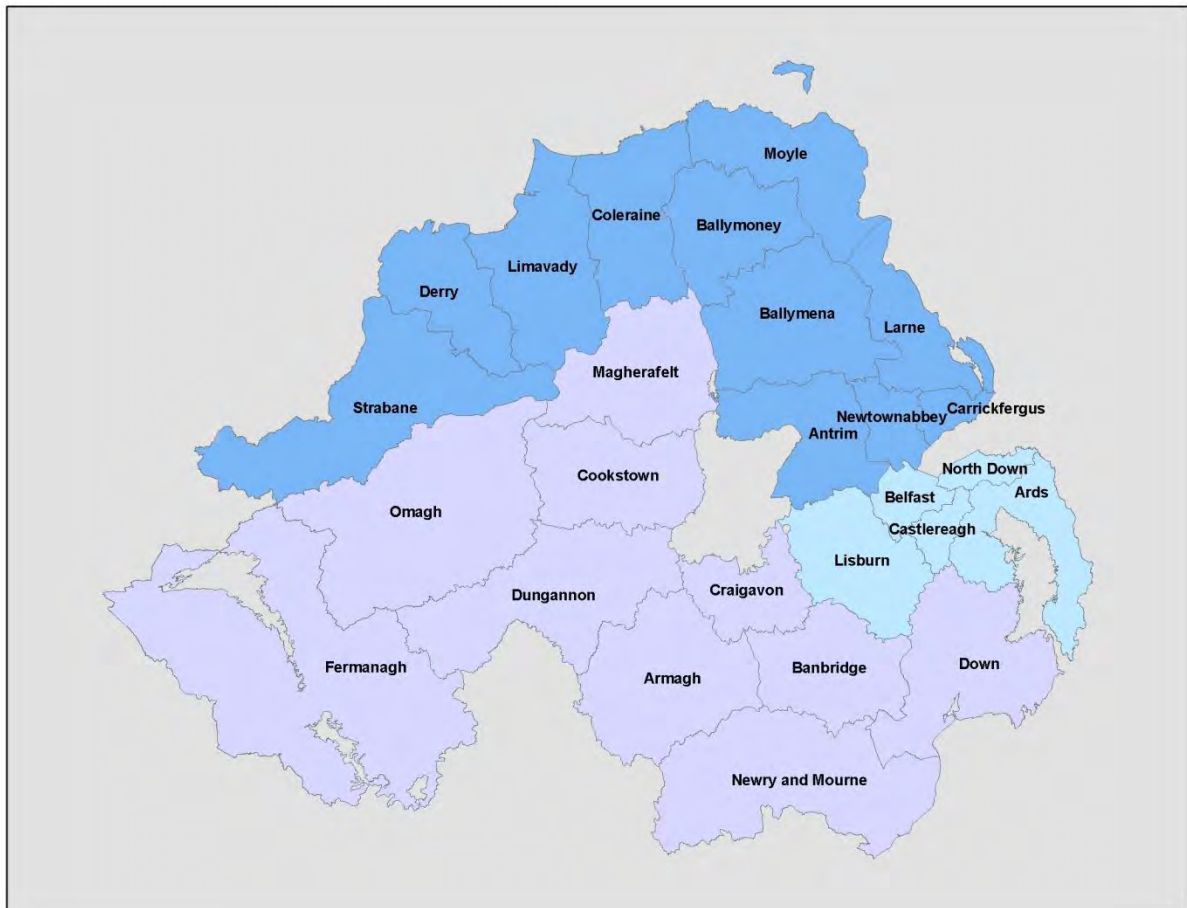 Moyle
Coleraine
Ballymoney
Limavady
Derry
Ballymena
Larne
Magherafelt
Strabane
Newtownabbey
Carrickfergus
Antrim
North Down
Cookstown
Belfast
Ards
Omagh
Castlereagh
Lisburn
Dungannon
Craigavon
Fermanagh
Armagh
Banbridge
Down
Newry and Mourne